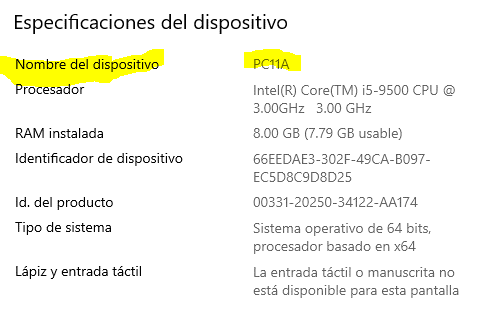 Especificaciones del dispositivo
Nombre del dispositivo PC11A
Procesador Intel(R) Core(TM) i5-9500 CPU @
3.00GHz 3.00 GHz
RAM instalada 8.00 GB (7.79 GB usable)
Identificador de dispositivo 66EEDAE3-302F-49CA-B097-
EC5D8C9D8D25
Id. del producto 00331-20250-34122-AA174
Tipo de sistema Sistema operativo de 64 bits,
procesador basado en x64
Lápiz y entrada táctil La entrada táctil o manuscrita no
está disponible para esta pantalla